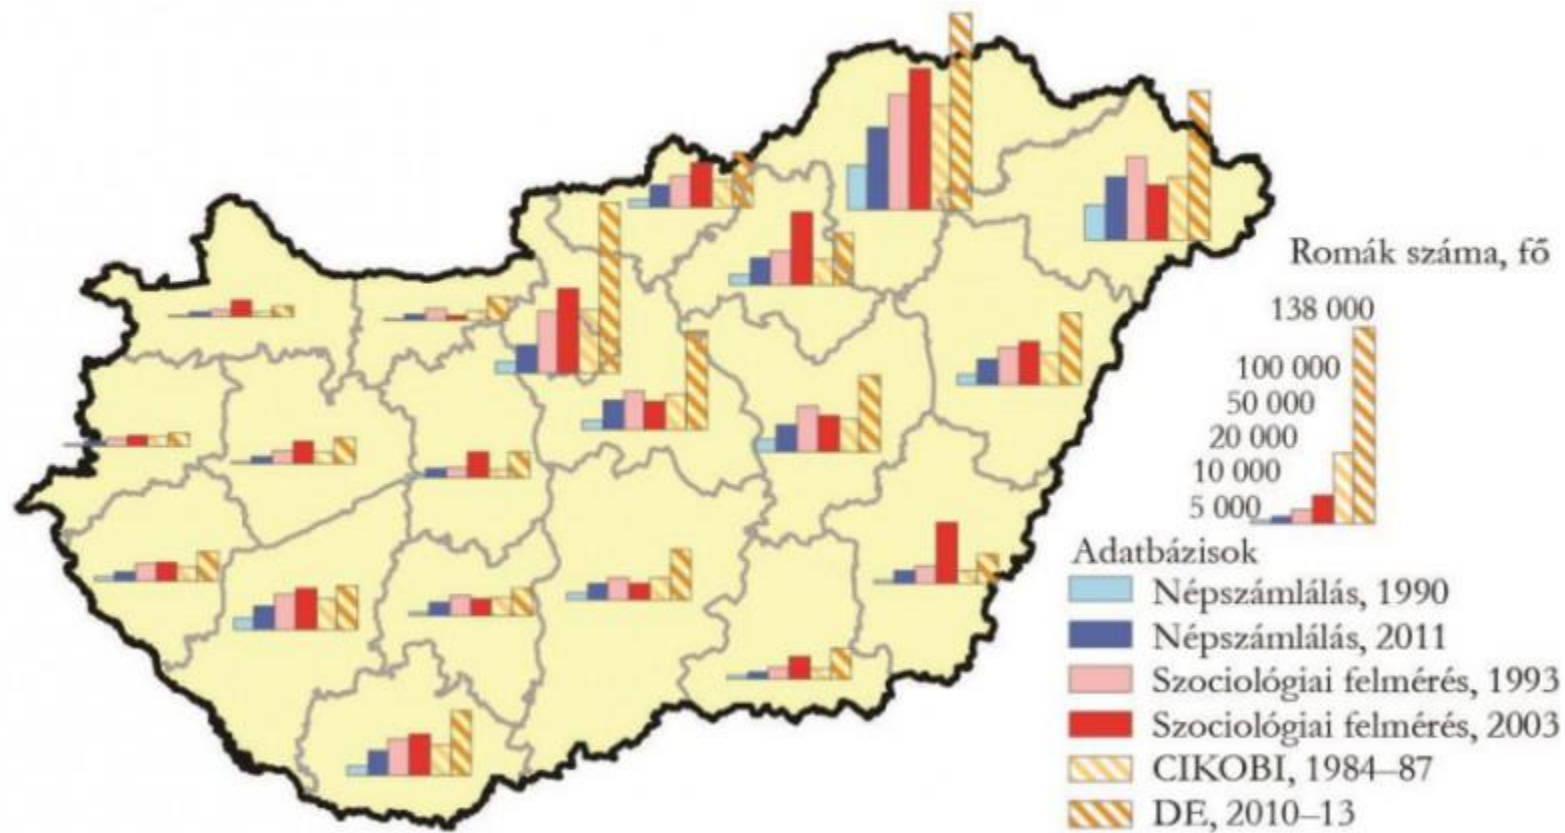 Romák száma, fő
138 000
100 000
50 000
20 000
10 000
5 000
Adatbázisok
Népszámlálás, 1990
Népszámlálás, 2011
Szociológiai felmérés, 1993
Szociológiai felmérés, 2003
CIKOBI, 1984–87
DE, 2010–13